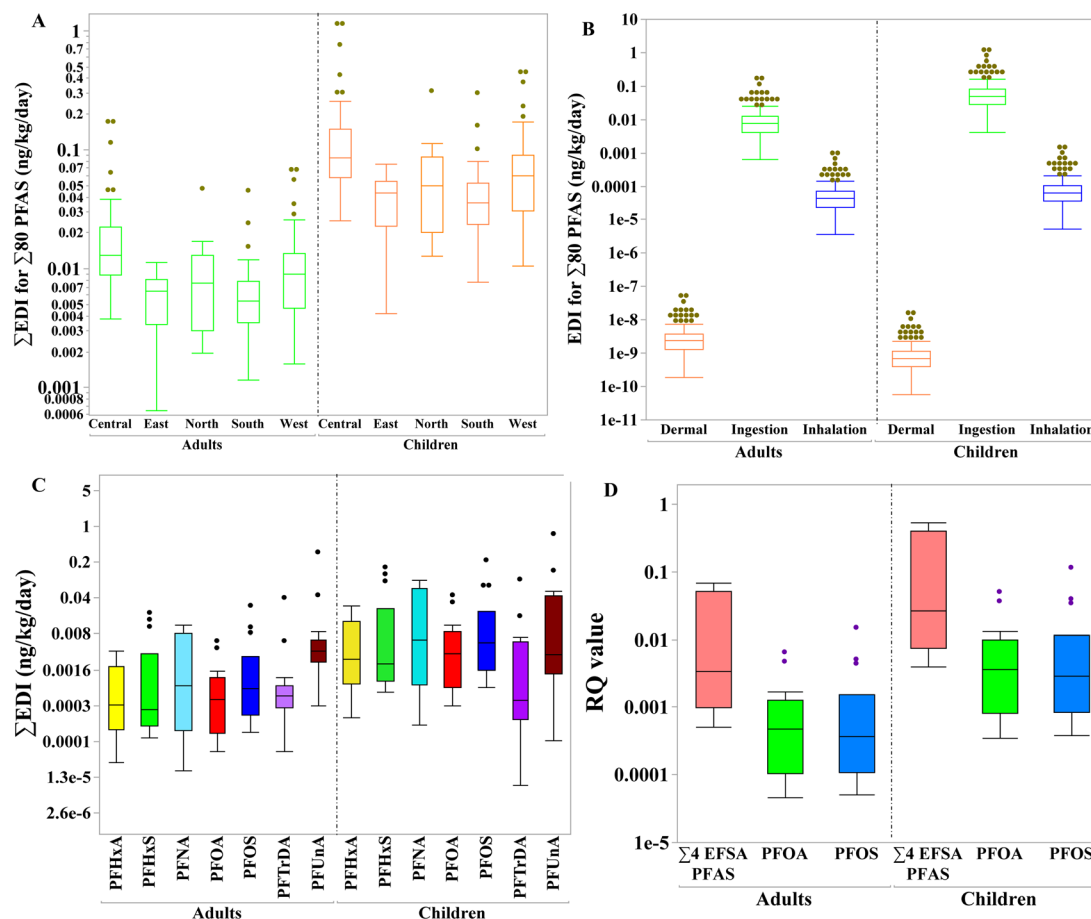 A
∑EDI for ∑80 PFAS (ng/kg/day)
1
0.7
0.5
0.4
0.3
0.2
0.1
0.07
0.05
0.04
0.03
0.02
0.01
0.007
0.005
0.003
0.002
0.001
0.0008
0.0006
Central East North South West Central East North South West
Adults Children
B
EDI for ∑80 PFAS (ng/kg/day)
10
1
0.1
0.01
0.001
0.0001
1e-5
1e-6
1e-7
1e-8
1e-9
1e-10
1e-11
Dermal Ingestion Inhalation Dermal Ingestion Inhalation
Adults Children
C
∑EDI (ng/kg/day)
5
1
0.2
0.04
0.008
0.0016
0.0003
0.0001
1.3e-5
2.6e-6
PFHxA PFHxS PFNA PFOA PFOS PFTrDA PFUnA PFHxA PFHxS PFNA PFOA PFOS PFTrDA PFUnA
Adults Children
D
RQ value
1
0.1
0.01
0.001
0.0001
1e-5
∑4 EFSA PFOA PFOS ∑4 EFSA PFOA PFOS
PFAS PFAS
Adults Children